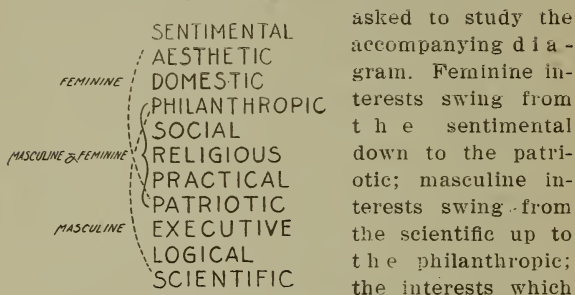 SENTIMENTAL
AESTHETIC
FEMININE
DOMESTIC
PHILANTHROPIC
SOCIAL
MASCULINE & FEMININE
RELIGIOUS
PRACTICAL
PATRIOTIC
MASCULINE
EXECUTIVE
LOGICAL
SCIENTIFIC
asked to study the
accompanying dia-
gram. Feminine in-
terests swing from
the sentimental
down to the patri-
otic; masculine in-
terests swing from
the scientific up to
the philanthropic;
the interests which